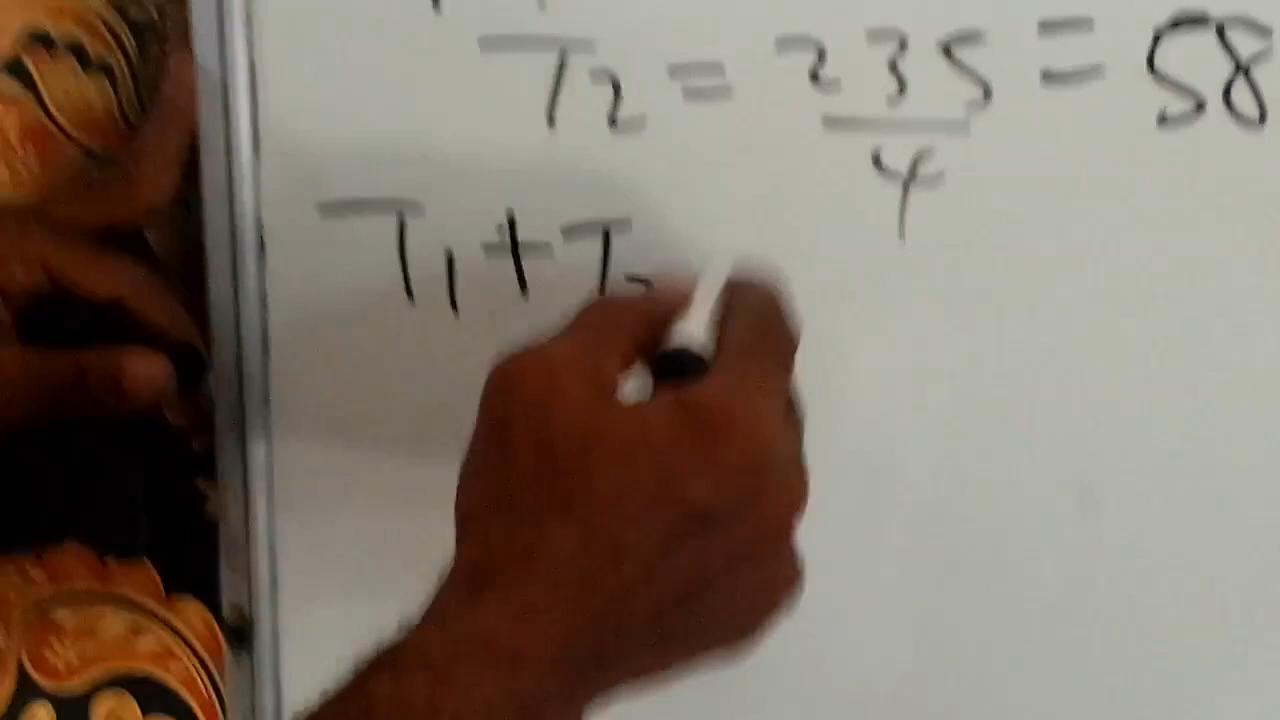 T2 = 235/4 = 58
T1 + T2